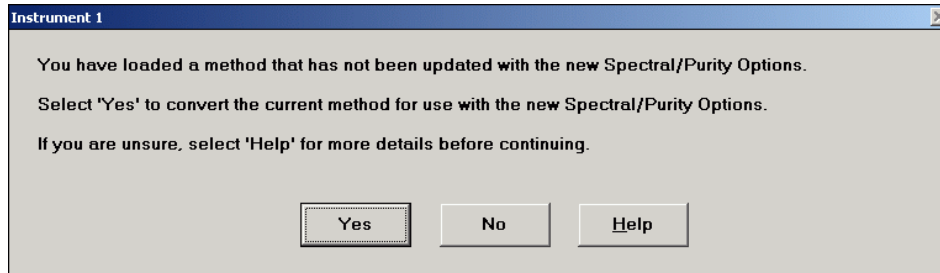 Instrument 1
You have loaded a method that has not been updated with the new Spectral/Purity Options.
Select 'Yes' to convert the current method for use with the new Spectral/Purity Options.
If you are unsure, select 'Help' for more details before continuing.
Yes No Help